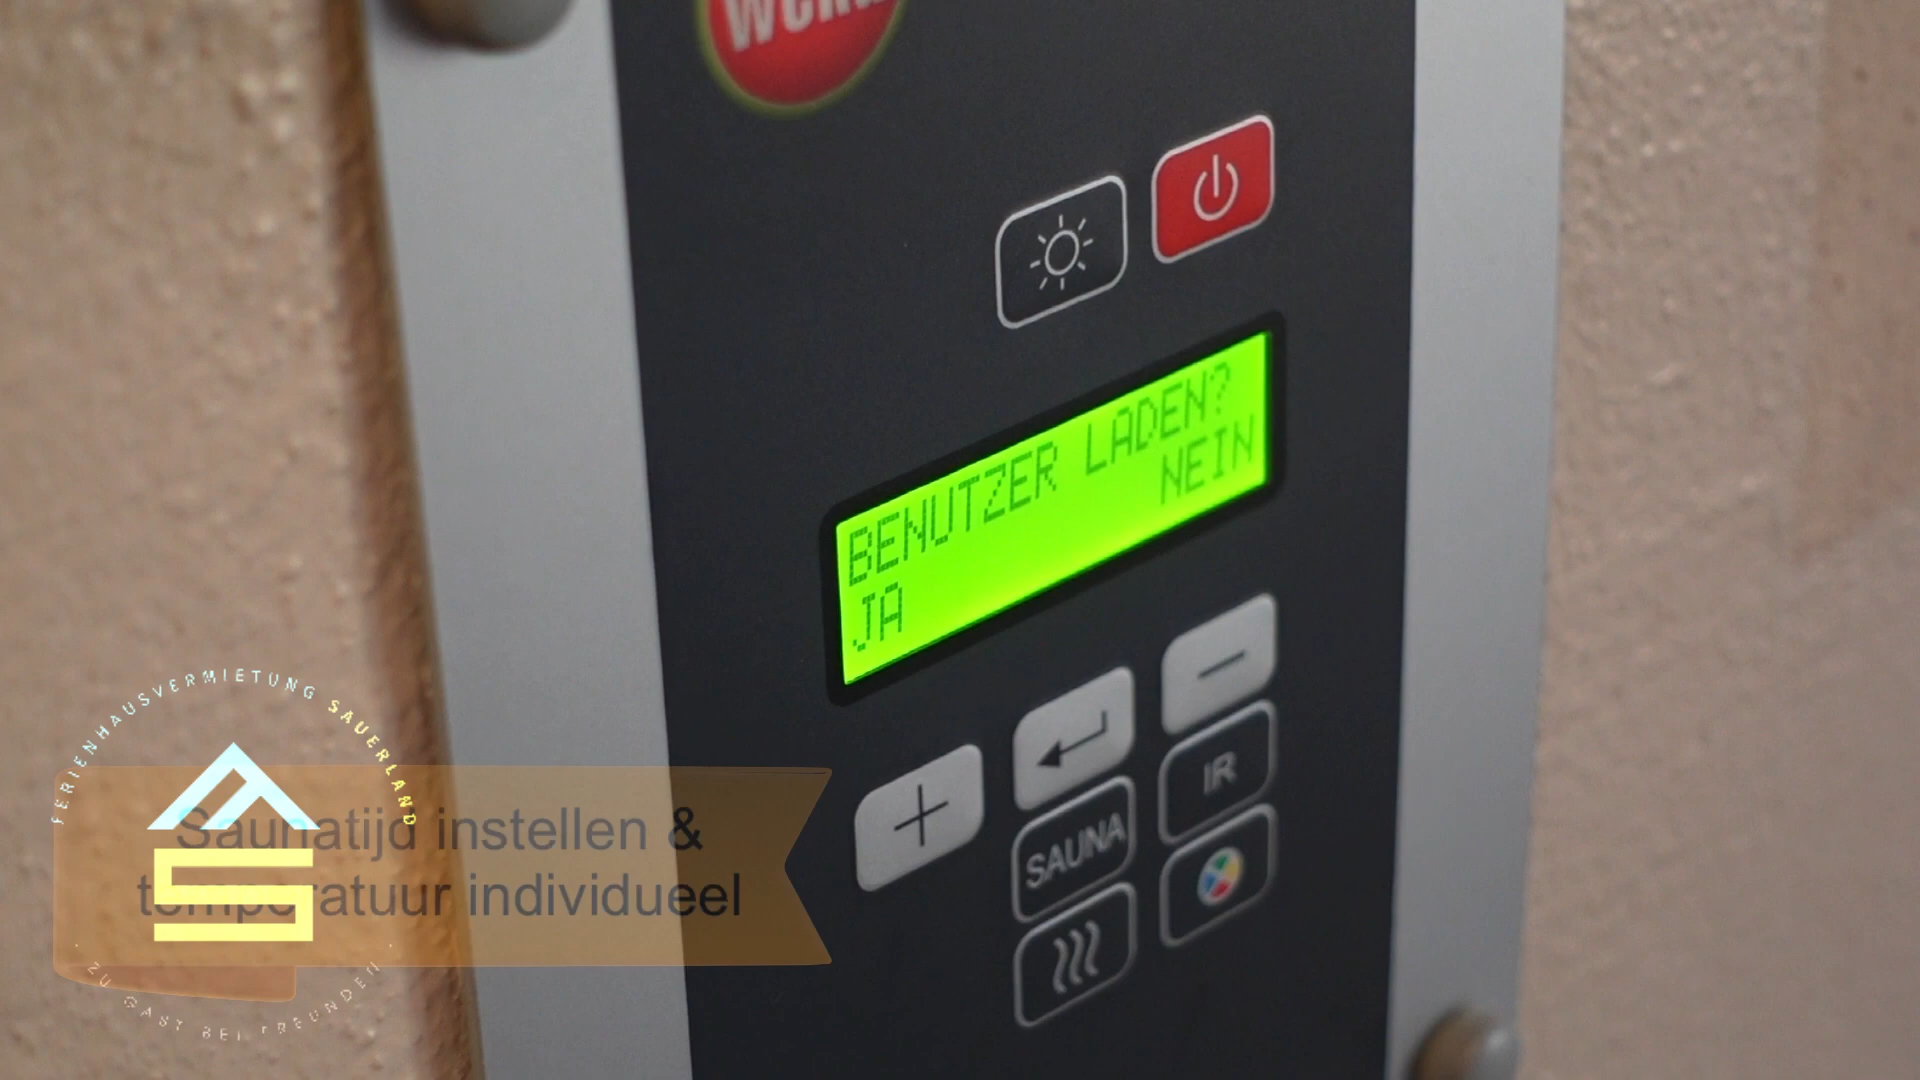 BENUTZER LADEN?
JA NEIN
SAUNA
IR
FERIENHAUSVERMIETUNG SAUERLAND
Saunatijd instellen &
temperatuur individueel
ZU GAST BEI FREUNDEN